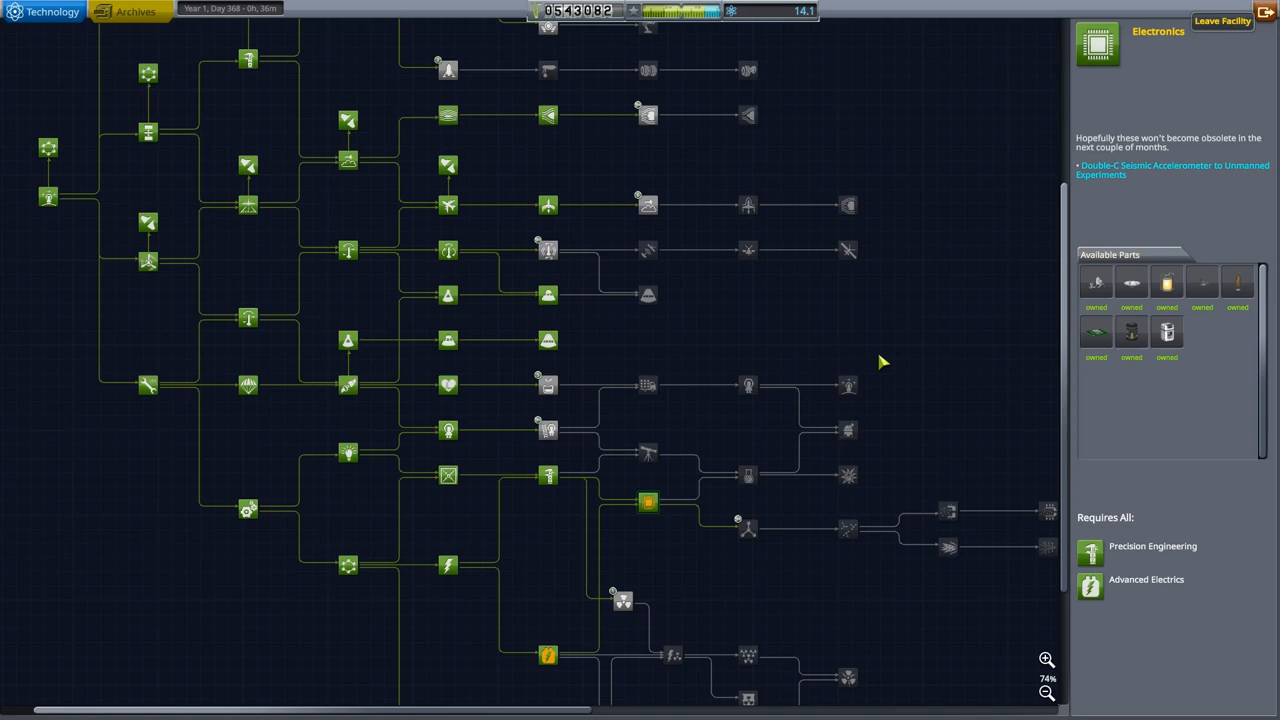 Technology
Archives
Year 1, Day 368 - 0h, 36m
0543082
14.1
Leave Facility
Electronics
Hopefully these won't become obsolete in the
next couple of months.
• Double-C Seismic Accelerometer to Unmanned
Experiments
Available Parts
owned owned owned owned owned
owned owned owned
Requires All:
Precision Engineering
Advanced Electrics
74%